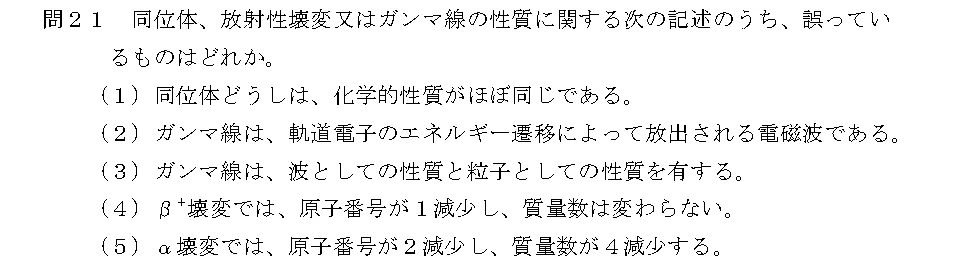 問２１　同位体、放射性壊変又はガンマ線の性質に関する次の記述のうち、誤ってい
るものはどれか。
（１）同位体どうしは、化学的性質がほぼ同じである。
（２）ガンマ線は、軌道電子のエネルギー遷移によって放出される電磁波である。
（３）ガンマ線は、波としての性質と粒子としての性質を有する。
（４）β⁺壊変では、原子番号が１減少し、質量数は変わらない。
（５）α壊変では、原子番号が２減少し、質量数が４減少する。